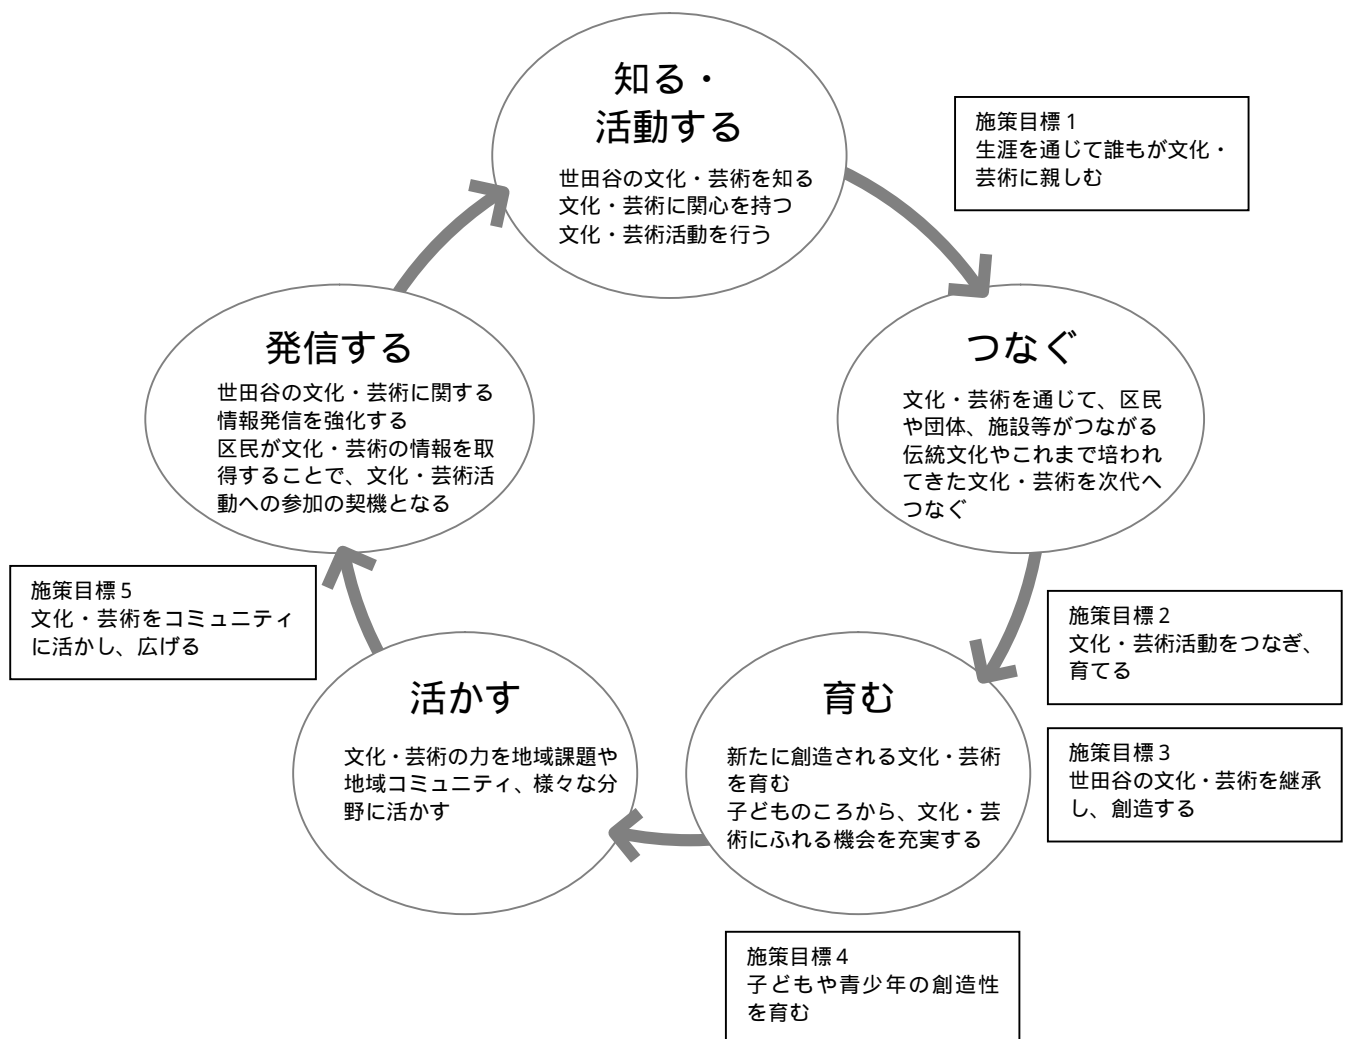 知る・
活動する
世田谷の文化・芸術を知る
文化・芸術に関心を持つ
文化・芸術活動を行う
施策目標1
生涯を通じて誰もが文化・
芸術に親しむ
つなぐ
文化・芸術を通じて、区民
や団体、施設等がつながる
伝統文化やこれまで培われ
てきた文化・芸術を次代へ
つなぐ
施策目標2
文化・芸術活動をつなぎ、
育てる
施策目標3
世田谷の文化・芸術を継承
し、創造する
育む
新たに創造される文化・芸術
を育む
子どものころから、文化・芸
術にふれる機会を充実する
施策目標4
子どもや青少年の創造性
を育む
活かす
文化・芸術の力を地域課題や
地域コミュニティ、様々な分
野に活かす
施策目標5
文化・芸術をコミュニティ
に活かし、広げる
発信する
世田谷の文化・芸術に関する
情報発信を強化する
区民が文化・芸術の情報を取
得することで、文化・芸術活
動への参加の契機となる